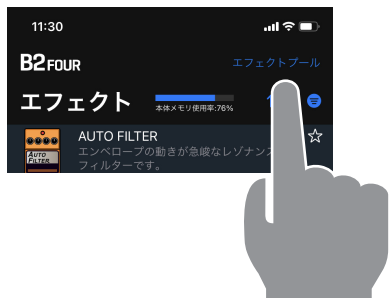 11:30
B2 FOUR
エフェクトプール
エフェクト
本体メモリ使用率:76%
AUTO FILTER
エンベロープの動きが急峻なレゾナンス
フィルターです。
AUTO
FILTER